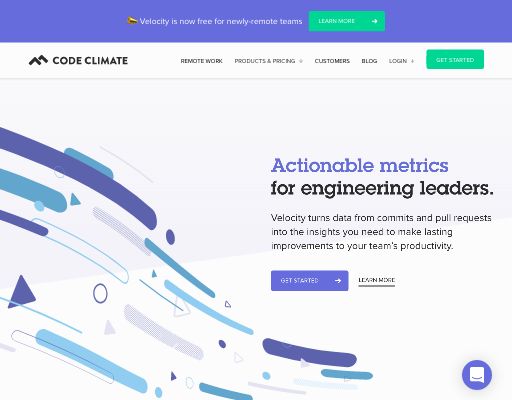 Velocity is now free for newly-remote teams LEARN MORE
CODE CLIMATE REMOTE WORK PRODUCTS & PRICING CUSTOMERS BLOG LOGIN GET STARTED
Actionable metrics
for engineering leaders.
Velocity turns data from commits and pull requests
into the insights you need to make lasting
improvements to your team's productivity.
GET STARTED LEARN MORE